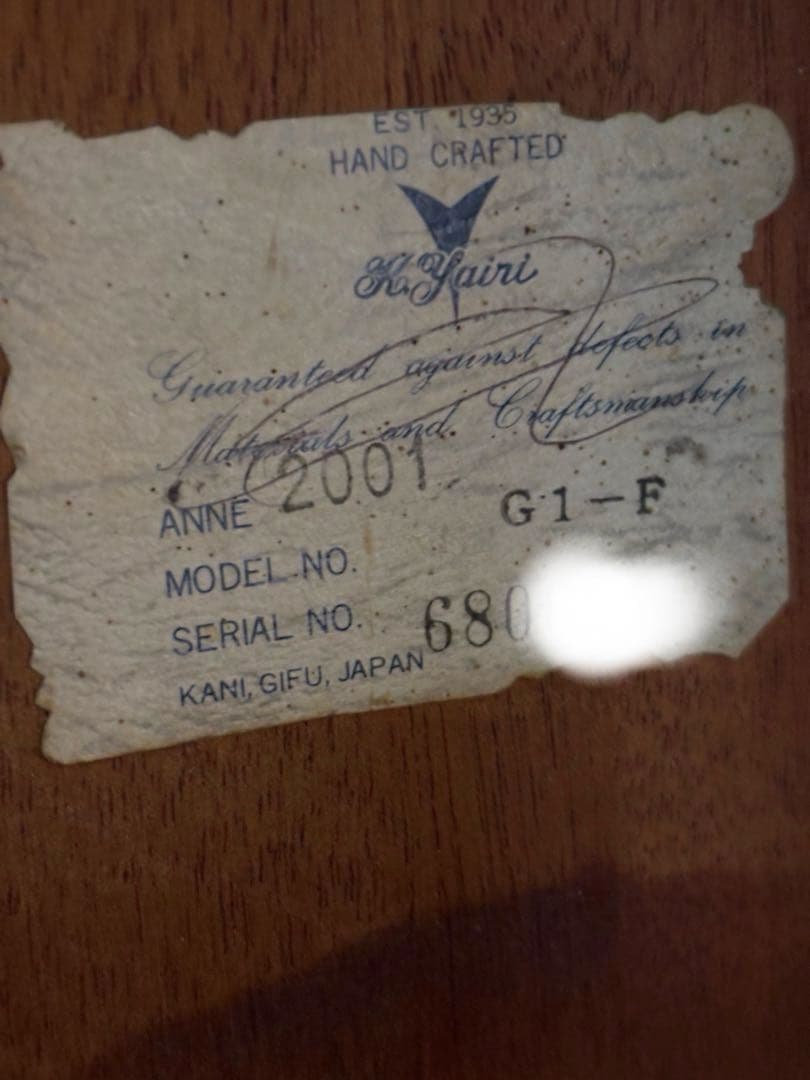 EST. 1935
HAND CRAFTED
K. Yairi
Guaranteed against defects in
Materials and Craftsmanship
ANNE 2001
MODEL NO. G1-F
SERIAL NO. 680
KANI, GIFU, JAPAN